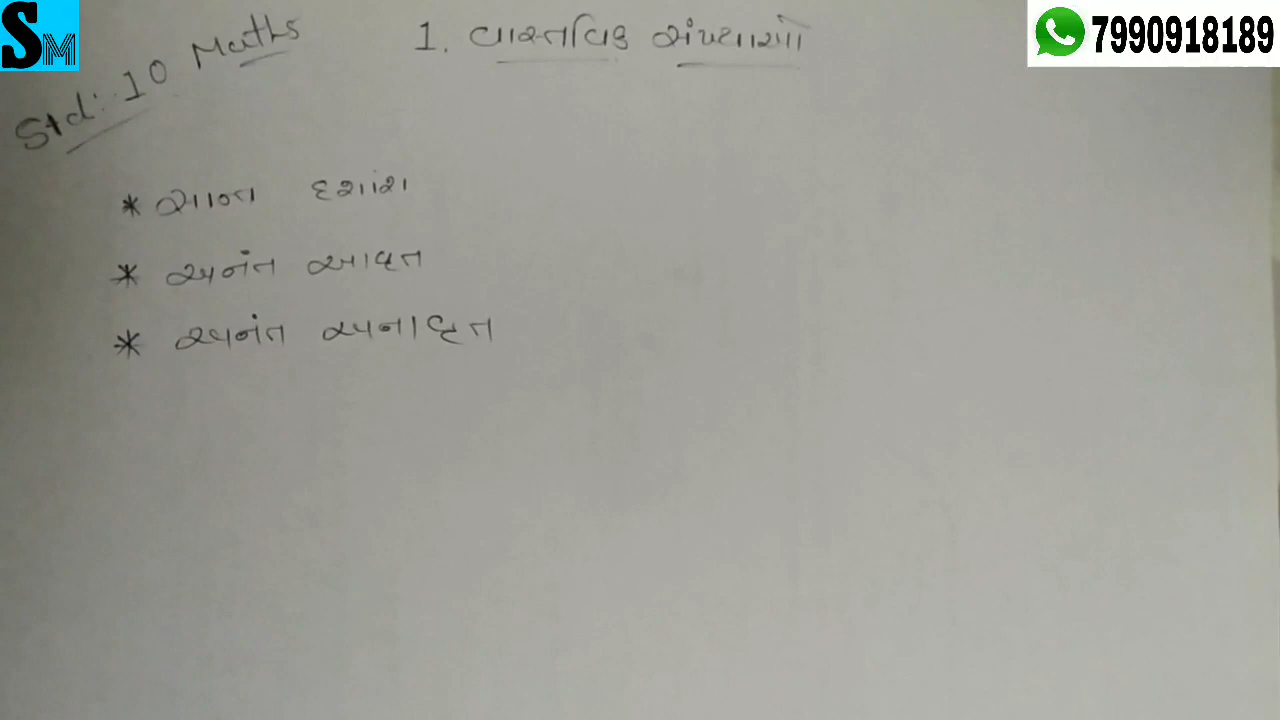 SM
7990918189
Std: 10 Maths
1. વાસ્તવિક સંખ્યાઓ
* સાન્ત દશાંશ
* અનંત આવૃત
* અનંત અનાવૃત